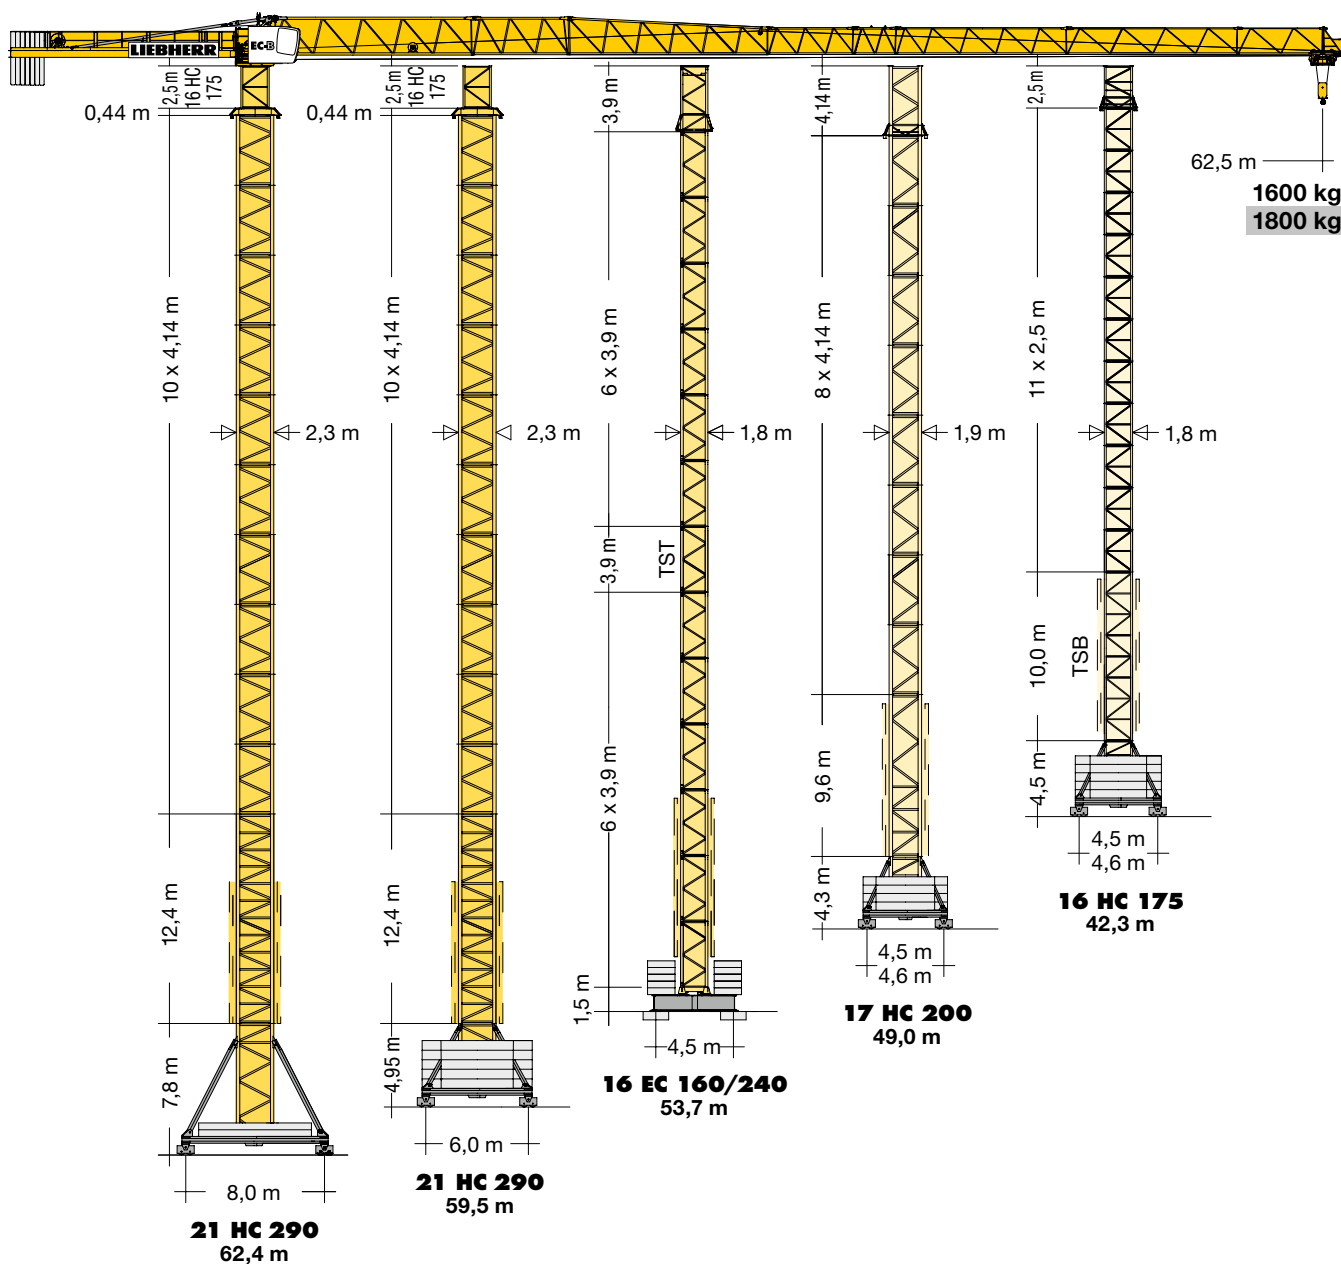 LIEBHERR
EC-B
2,5 m
16 HC
175
0,44 m
10 x 4,14 m
2,3 m
12,4 m
7,8 m
8,0 m
21 HC 290
62,4 m
2,5 m
16 HC
175
0,44 m
10 x 4,14 m
2,3 m
12,4 m
4,95 m
6,0 m
21 HC 290
59,5 m
3,9 m
6 x 3,9 m
1,8 m
3,9 m
TST
6 x 3,9 m
1,5 m
4,5 m
16 EC 160/240
53,7 m
4,14 m
8 x 4,14 m
1,9 m
9,6 m
4,3 m
4,5 m
4,6 m
17 HC 200
49,0 m
2,5 m
11 x 2,5 m
1,8 m
10,0 m
TSB
4,5 m
4,5 m
4,6 m
16 HC 175
42,3 m
62,5 m
1600 kg
1800 kg